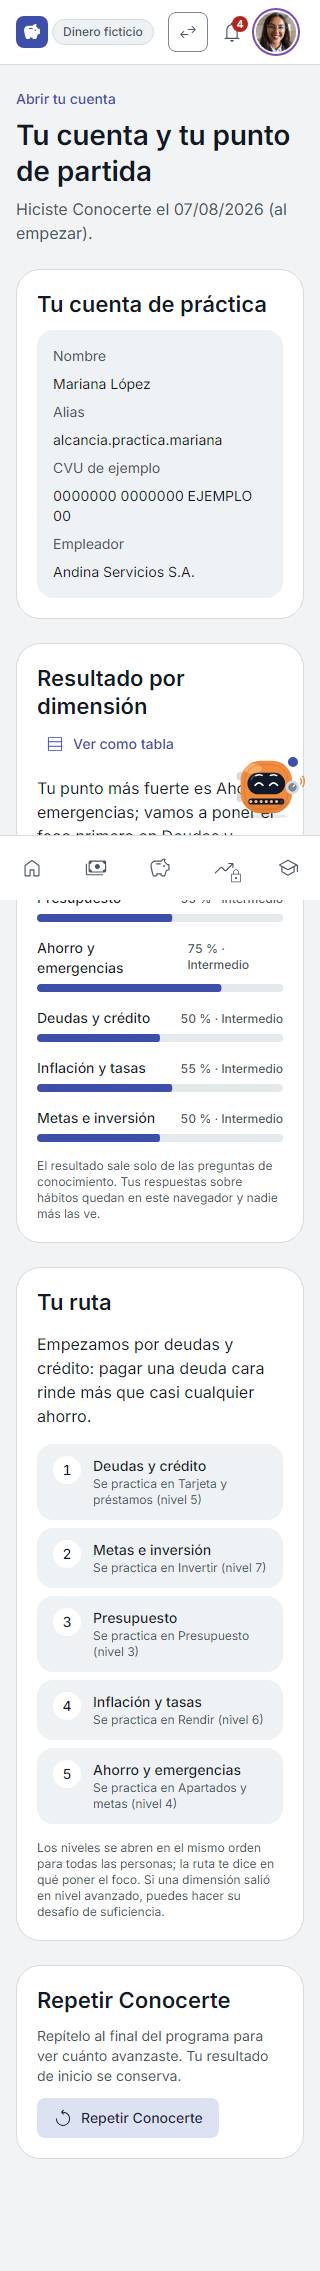 Dinero ficticio
4
Abrir tu cuenta
Tu cuenta y tu punto
de partida
Hiciste Conocerte el 07/08/2026 (al
empezar).
Tu cuenta de práctica
Nombre
Mariana López
Alias
alcancia.practica.mariana
CVU de ejemplo
0000000 0000000 EJEMPLO
00
Empleador
Andina Servicios S.A.
Resultado por
dimensión
Ver como tabla
Tu punto más fuerte es
emergencias; vamos a poner el
Ahorro y
emergencias
75 % ·
Intermedio
Deudas y crédito
50 % · Intermedio
Inflación y tasas
55 % · Intermedio
Metas e inversión
50 % · Intermedio
El resultado sale solo de las preguntas de
conocimiento. Tus respuestas sobre
hábitos quedan en este navegador y nadie
más las ve.
Tu ruta
Empezamos por deudas y
crédito: pagar una deuda cara
rinde más que casi cualquier
ahorro.
1
Deudas y crédito
Se practica en Tarjeta y
préstamos (nivel 5)
2
Metas e inversión
Se practica en Invertir (nivel 7)
3
Presupuesto
Se practica en Presupuesto
(nivel 3)
4
Inflación y tasas
Se practica en Rendir (nivel 6)
5
Ahorro y emergencias
Se practica en Apartados y
metas (nivel 4)
Los niveles se abren en el mismo orden
para todas las personas; la ruta te dice en
qué poner el foco. Si una dimensión salió
en nivel avanzado, puedes hacer su
desafío de suficiencia.
Repetir Conocerte
Repítelo al final del programa para
ver cuánto avanzaste. Tu resultado
de inicio se conserva.
Repetir Conocerte